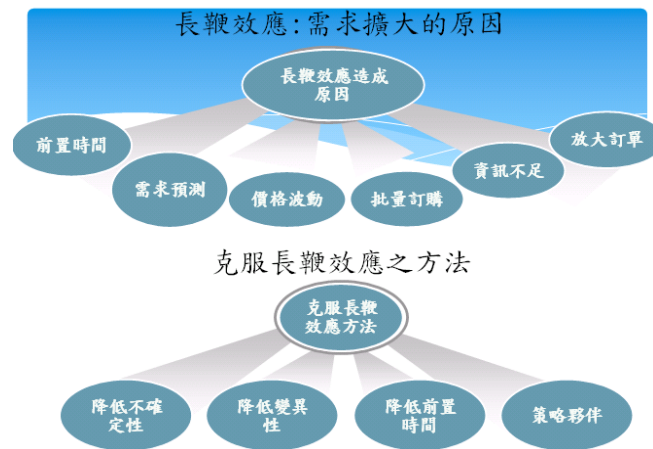 長鞭效應:需求擴大的原因
長鞭效應造成
原因
前置時間
需求預測
價格波動
批量訂購
資訊不足
放大訂單
克服長鞭效應之方法
克服長鞭
效應方法
降低不確
定性
降低變異
性
降低前置
時間
策略夥伴